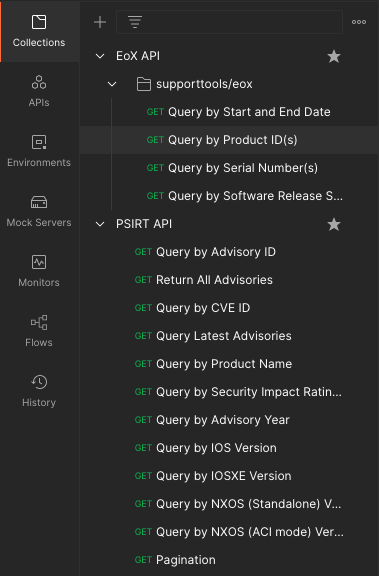 Collections
APIs
Environments
Mock Servers
Monitors
Flows
History
EoX API
supporttools/eox
GET Query by Start and End Date
GET Query by Product ID(s)
GET Query by Serial Number(s)
GET Query by Software Release S...
PSIRT API
GET Query by Advisory ID
GET Return All Advisories
GET Query by CVE ID
GET Query Latest Advisories
GET Query by Product Name
GET Query by Security Impact Ratin...
GET Query by Advisory Year
GET Query by IOS Version
GET Query by IOSXE Version
GET Query by NXOS (Standalone) V...
GET Query by NXOS (ACI mode) Ver...
GET Pagination